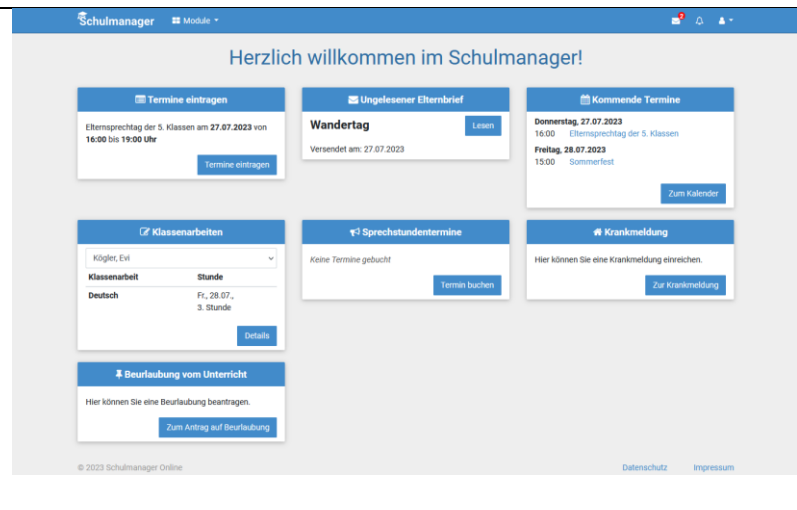 Schulmanager
Module
2
Herzlich willkommen im Schulmanager!
Termine eintragen
Elternsprechtag der 5. Klassen am 27.07.2023 von
16:00 bis 19:00 Uhr
Termine eintragen
Ungelesener Elternbrief
Wandertag
Lesen
Versendet am: 27.07.2023
Kommende Termine
Donnerstag, 27.07.2023
16:00 Elternsprechtag der 5. Klassen
Freitag, 28.07.2023
15:00 Sommerfest
Zum Kalender
Klassenarbeiten
Kögler, Evi
Klassenarbeit Stunde
Deutsch Fr., 28.07.,
3. Stunde
Details
Sprechstundentermine
Keine Termine gebucht
Termin buchen
Krankmeldung
Hier können Sie eine Krankmeldung einreichen.
Zur Krankmeldung
Beurlaubung vom Unterricht
Hier können Sie eine Beurlaubung beantragen.
Zum Antrag auf Beurlaubung
© 2023 Schulmanager Online
Datenschutz Impressum